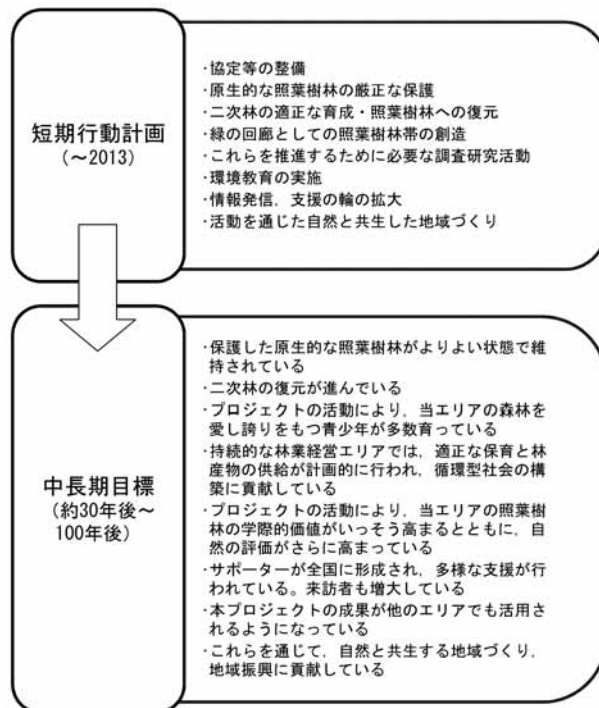 短期行動計画
(～2013)
・協定等の整備
・原生的な照葉樹林の厳正な保護
・二次林の適正な育成・照葉樹林への復元
・緑の回廊としての照葉樹林帯の創造
・これらを推進するために必要な調査研究活動
・環境教育の実施
・情報発信，支援の輪の拡大
・活動を通じた自然と共生した地域づくり
中長期目標
(約30年後～
100年後)
・保護した原生的な照葉樹林がよりよい状態で維
持されている
・二次林の復元が進んでいる
・プロジェクトの活動により，当エリアの森林を
愛し誇りをもつ青少年が多数育っている
・持続的な林業経営エリアでは，適正な保育と林
産物の供給が計画的に行われ，循環型社会の構
築に貢献している
・プロジェクトの活動により，当エリアの照葉樹
林の学際的価値がいっそう高まるとともに，自
然の評価がさらに高まっている
・サポーターが全国に形成され，多様な支援が行
われている。来訪者も増大している
・本プロジェクトの成果が他のエリアでも活用さ
れるようになっている
・これらを通じて，自然と共生する地域づくり，
地域振興に貢献している